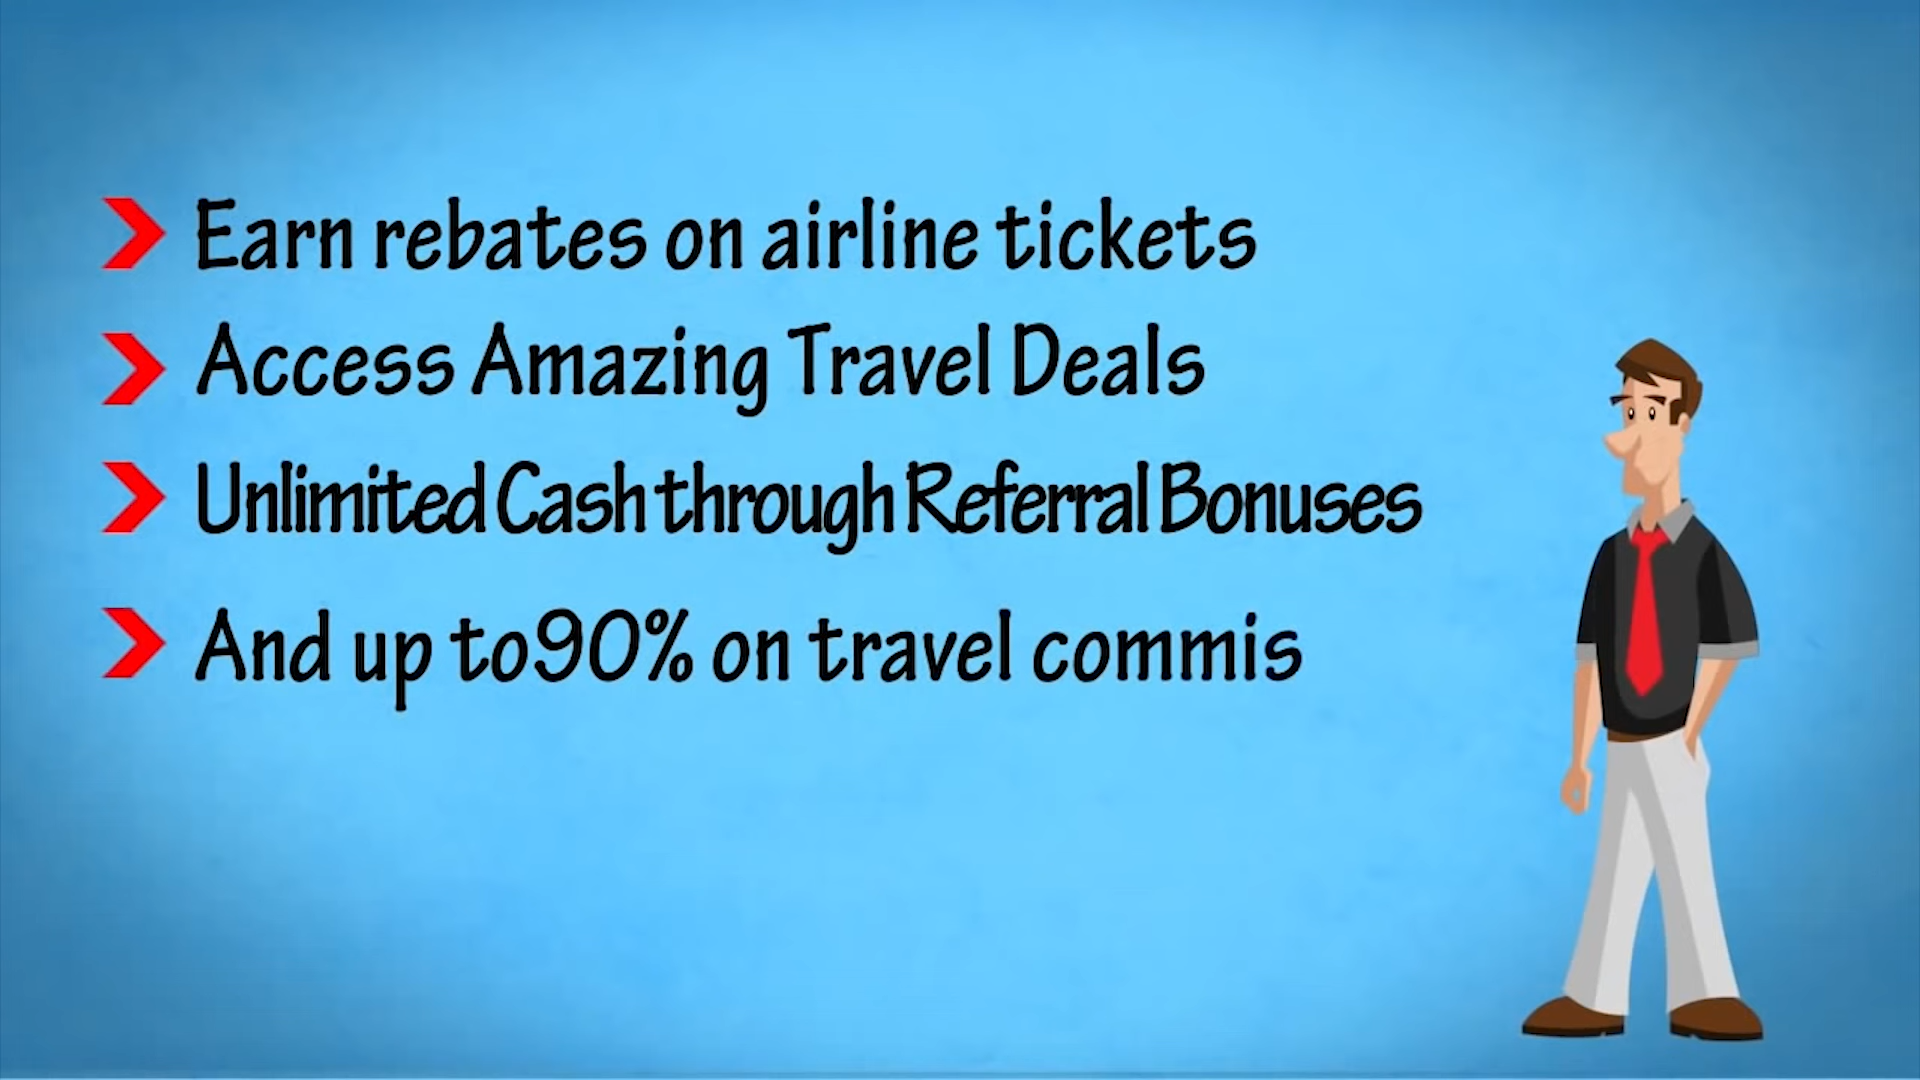 Earn rebates on airline tickets
Access Amazing Travel Deals
Unlimited Cash through Referral Bonuses
And up to90% on travel commis